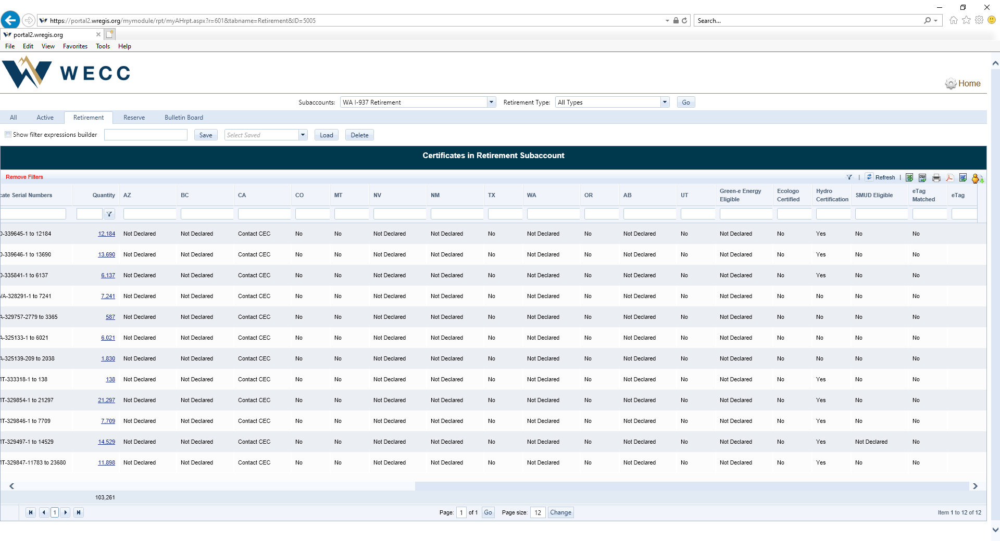 https://portal2.wregis.org/mymodule/rpt/myAHrpt.aspx?r=601&tabname=Retirement&ID=5005
Search...
portal2.wregis.org
File Edit View Favorites Tools Help
WECC
Home
Subaccounts: WA I-937 Retirement Retirement Type: All Types Go
All Active Retirement Reserve Bulletin Board
Show filter expressions builder Save Select Saved Load Delete
Certificates in Retirement Subaccount
Remove Filters | Refresh |
cate Serial Numbers Quantity AZ BC CA CO MT NV NM TX WA OR AB UT Green-e Energy Eligible Ecologo Certified Hydro Certification SMUD Eligible eTag Matched eTag
-339645-1 to 12184 12,184 Not Declared Not Declared Contact CEC No No Not Declared Not Declared No Not Declared No Not Declared No Not Declared No Yes No No
-339646-1 to 13690 13,690 Not Declared Not Declared Contact CEC No No Not Declared Not Declared No Not Declared No Not Declared No Not Declared No Yes No No
-335841-1 to 6137 6,137 Not Declared Not Declared Contact CEC No No Not Declared Not Declared No Not Declared No Not Declared No Not Declared No Yes No No
A-328291-1 to 7241 7,241 Not Declared Not Declared Contact CEC No No Not Declared Not Declared No Not Declared No Not Declared No Not Declared No No No No
A-329757-2779 to 3365 587 Not Declared Not Declared Contact CEC No No Not Declared Not Declared No Not Declared No Not Declared No Not Declared No No No No
A-325133-1 to 6021 6,021 Not Declared Not Declared Contact CEC No No Not Declared Not Declared No Not Declared No Not Declared No Not Declared No No No No
A-325139-209 to 2038 1,830 Not Declared Not Declared Contact CEC No No Not Declared Not Declared No Not Declared No Not Declared No Not Declared No No No No
T-333318-1 to 138 138 Not Declared Not Declared Contact CEC No No Not Declared Not Declared No Not Declared No Not Declared No Not Declared No Yes No No
T-329854-1 to 21297 21,297 Not Declared Not Declared Contact CEC No No Not Declared Not Declared No Not Declared No Not Declared No Not Declared No Yes No No
T-329846-1 to 7709 7,709 Not Declared Not Declared Contact CEC No No Not Declared Not Declared No Not Declared No Not Declared No Not Declared No Yes No No
T-329497-1 to 14529 14,529 Not Declared Not Declared Contact CEC No No Not Declared Not Declared No Not Declared No Not Declared No Not Declared No Yes Not Declared No
T-329847-11783 to 23680 11,898 Not Declared Not Declared Contact CEC No No Not Declared Not Declared No Not Declared No Not Declared No Not Declared No Yes No No
103,261
1 Page: 1 of 1 Go Page size: 12 Change Item 1 to 12 of 12